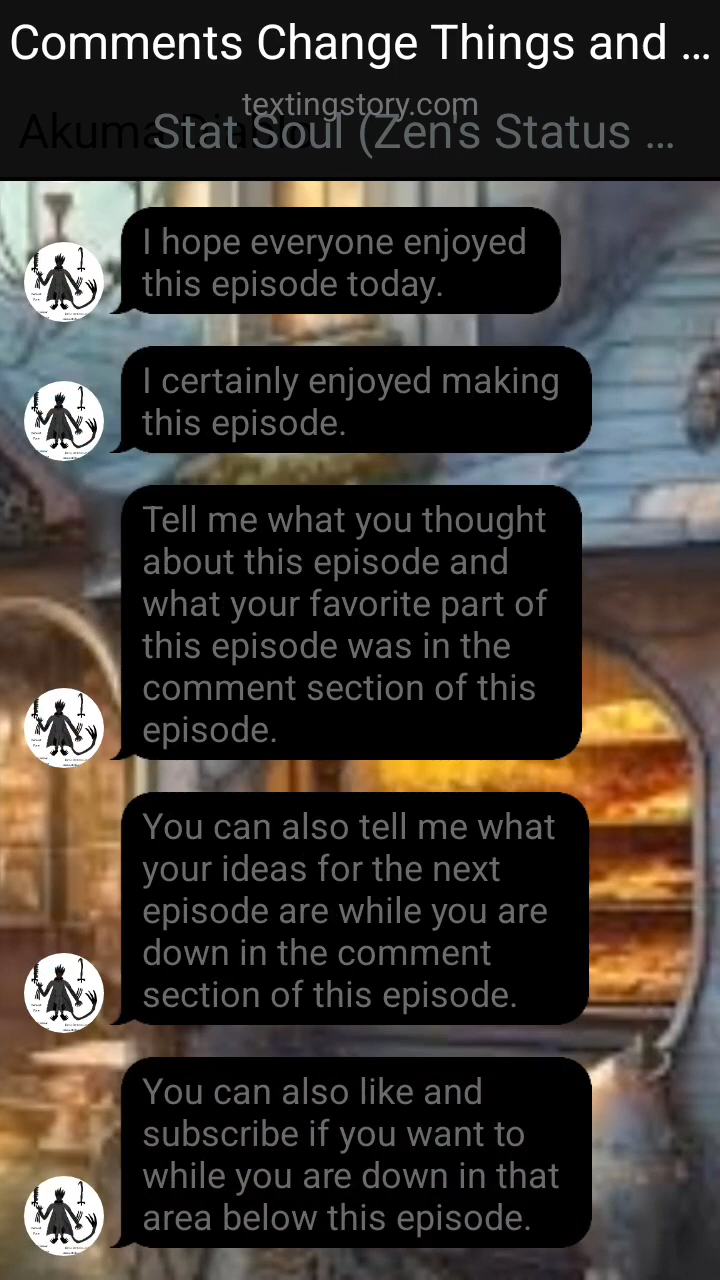 Comments Change Things and ...
textingstory.com
Akuma
Stat Soul (Zen's Status ...
I hope everyone enjoyed
this episode today.
I certainly enjoyed making
this episode.
Tell me what you thought
about this episode and
what your favorite part of
this episode was in the
comment section of this
episode.
You can also tell me what
your ideas for the next
episode are while you are
down in the comment
section of this episode.
You can also like and
subscribe if you want to
while you are down in that
area below this episode.